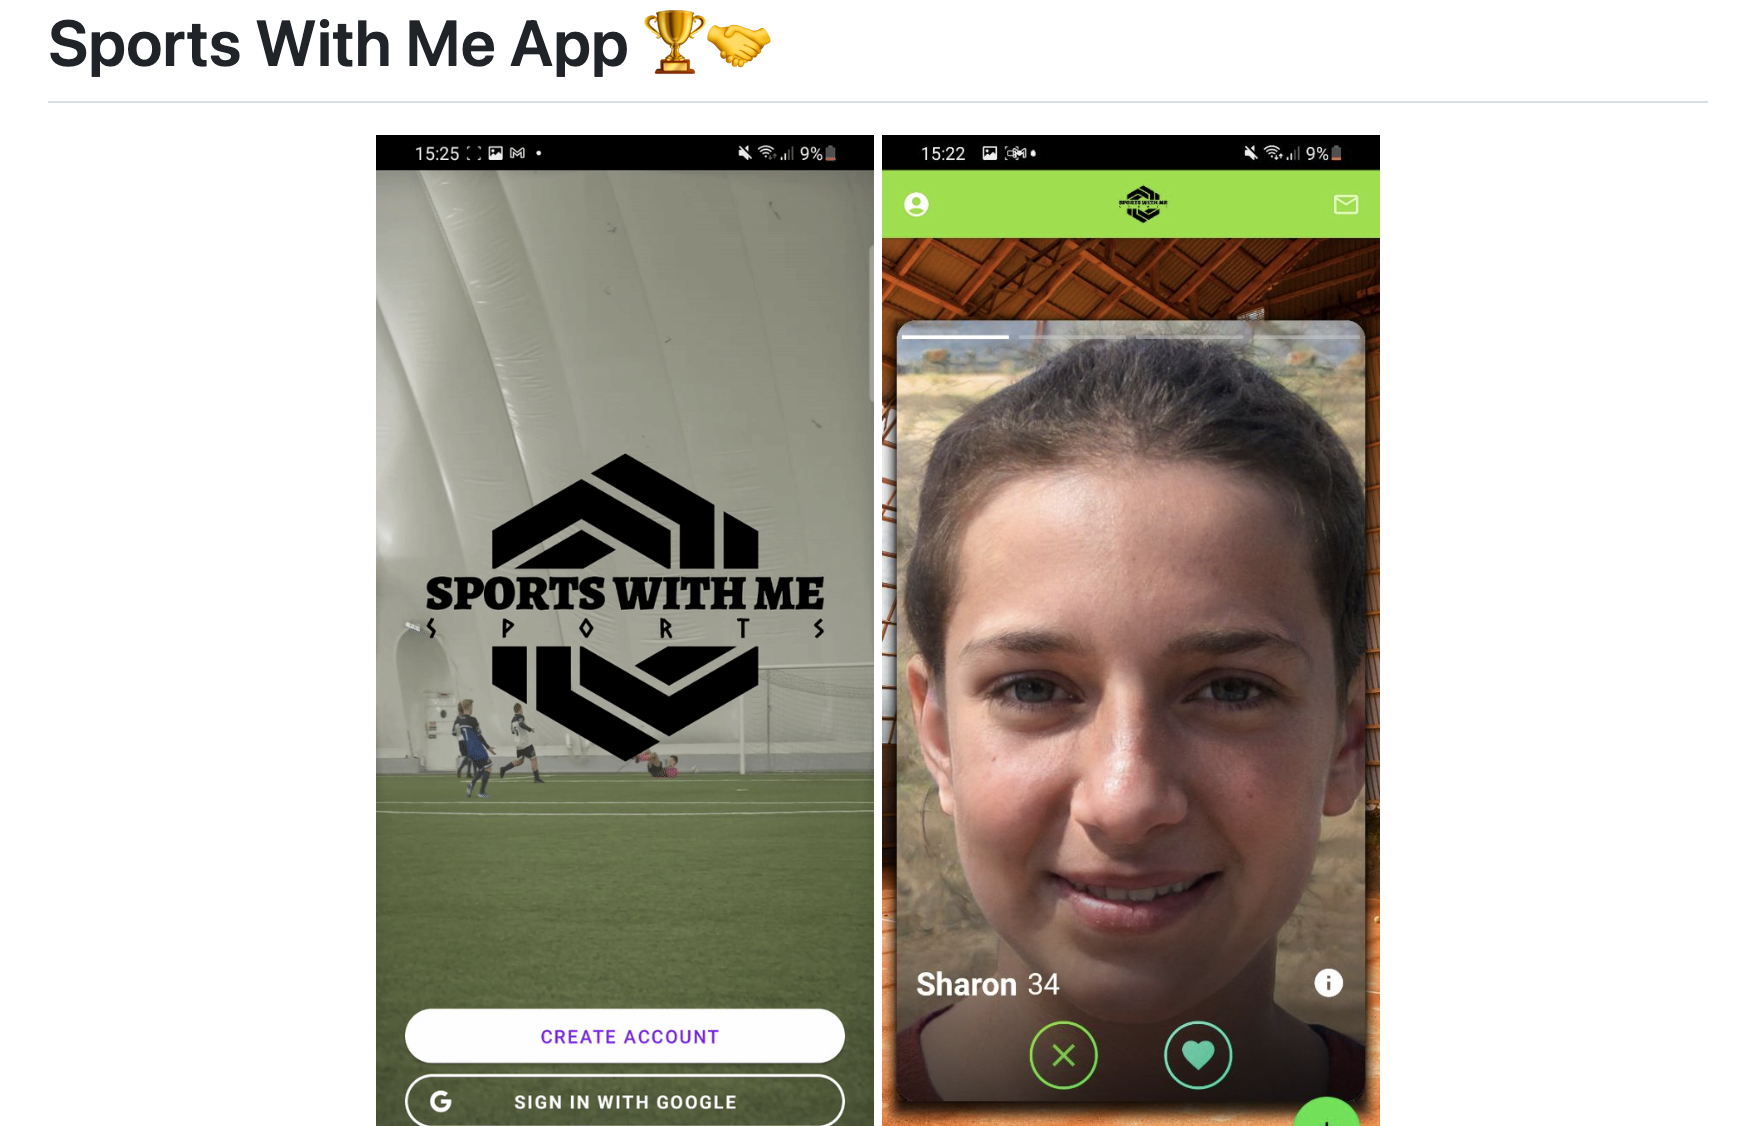 Sports With Me App 🏆🤝
15:25
9%
SPORTS WITH ME
SPORTS
CREATE ACCOUNT
G SIGN IN WITH GOOGLE
15:22
9%
SPORTS WITH ME
Sharon 34